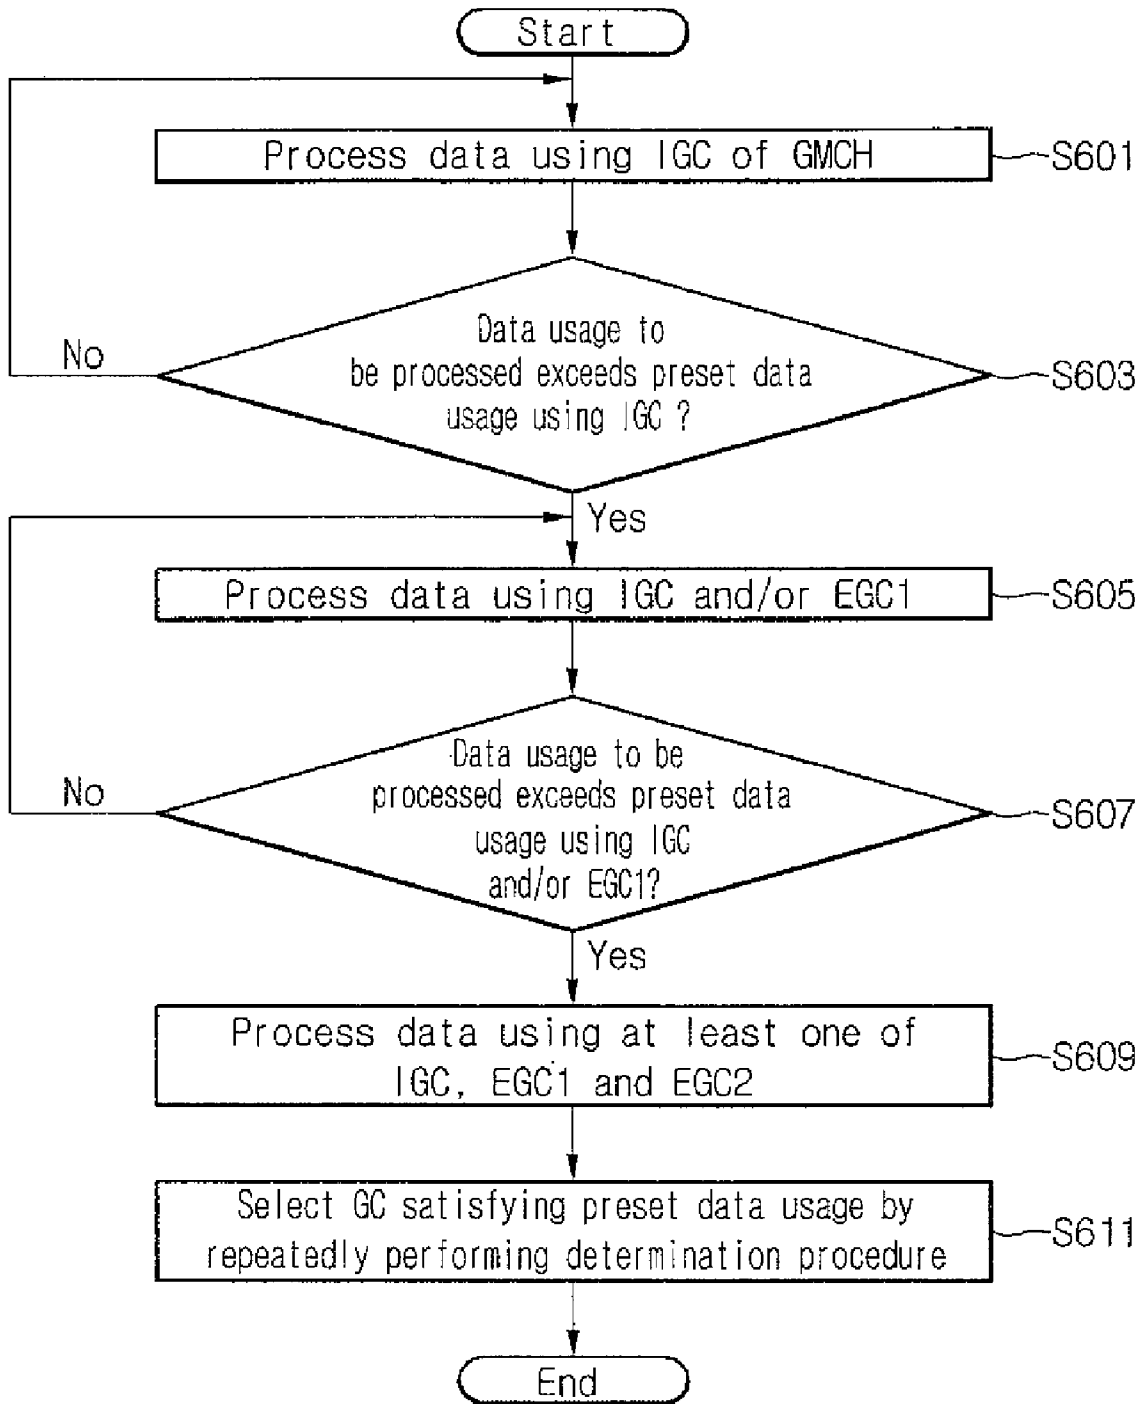 Start
Process data using IGC of GMCH
S601
Data usage to
be processed exceeds preset data
usage using IGC ?
S603
No
Yes
Process data using IGC and/or EGC1
S605
Data usage to be
processed exceeds preset data
usage using IGC
and/or EGC1?
S607
No
Yes
Process data using at least one of
IGC, EGC1 and EGC2
S609
Select GC satisfying preset data usage by
repeatedly performing determination procedure
S611
End